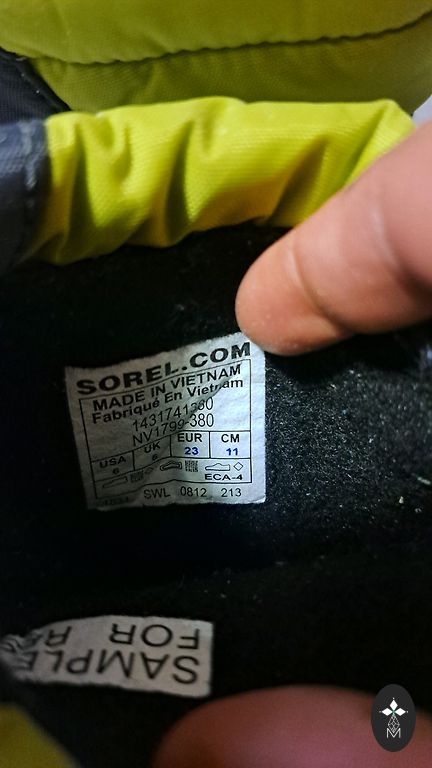 SOREL.COM
MADE IN VIETNAM
Fabriqué En Vietnam
1431741380
NV1799-380
USA UK EUR CM
6 6 23 11
ECA-4
SWL 0812 213
SAMPLE
FOR
M